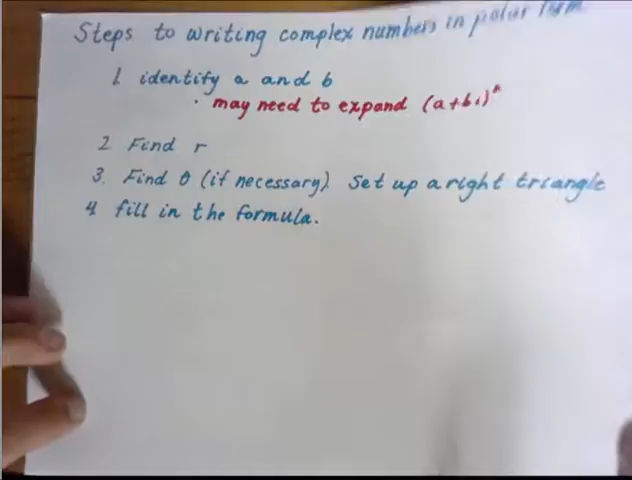 Steps to writing complex numbers in polar form
1 identify a and b
· may need to expand (a+bi)ⁿ
2 Find r
3. Find θ (if necessary). Set up a right triangle
4 fill in the formula.